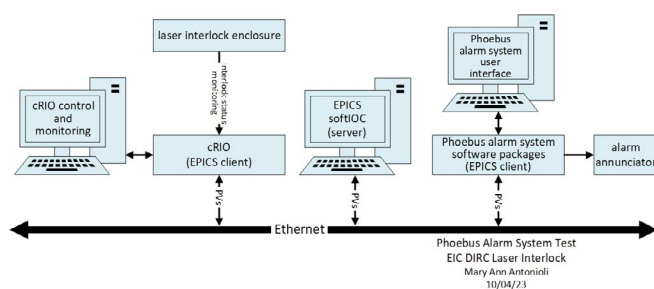 laser interlock enclosure
Phoebus
alarm system
user
interface
cRIO control
and
monitoring
interlock status
monitoring
EPICS
softIOC
(server)
cRIO
(EPICS client)
Phoebus alarm system
software packages
(EPICS client)
alarm
annunciator
PVs
PVs
PVs
Ethernet
Phoebus Alarm System Test
EIC DIRC Laser Interlock
Mary Ann Antonioli
10/04/23